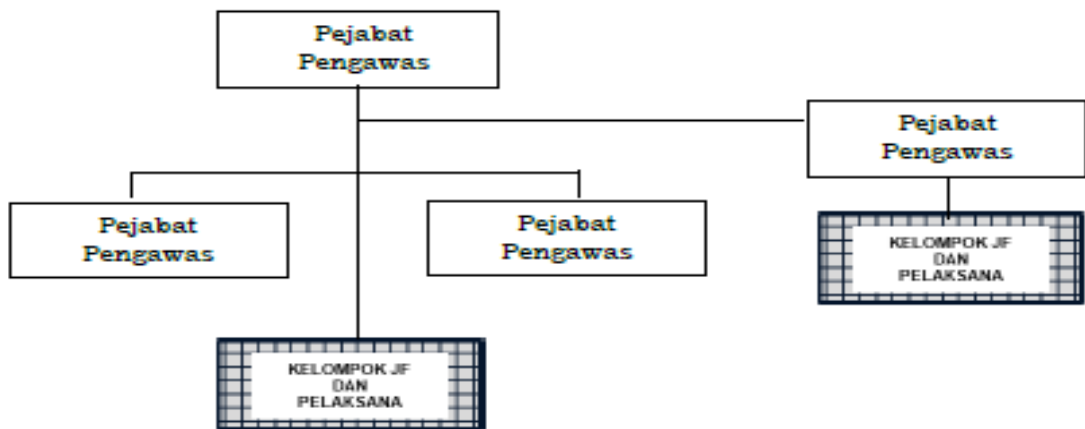 Pejabat
Pengawas
Pejabat
Pengawas
Pejabat
Pengawas
Pejabat
Pengawas
KELOMPOK JF
DAN
PELAKSANA
KELOMPOK JF
DAN
PELAKSANA